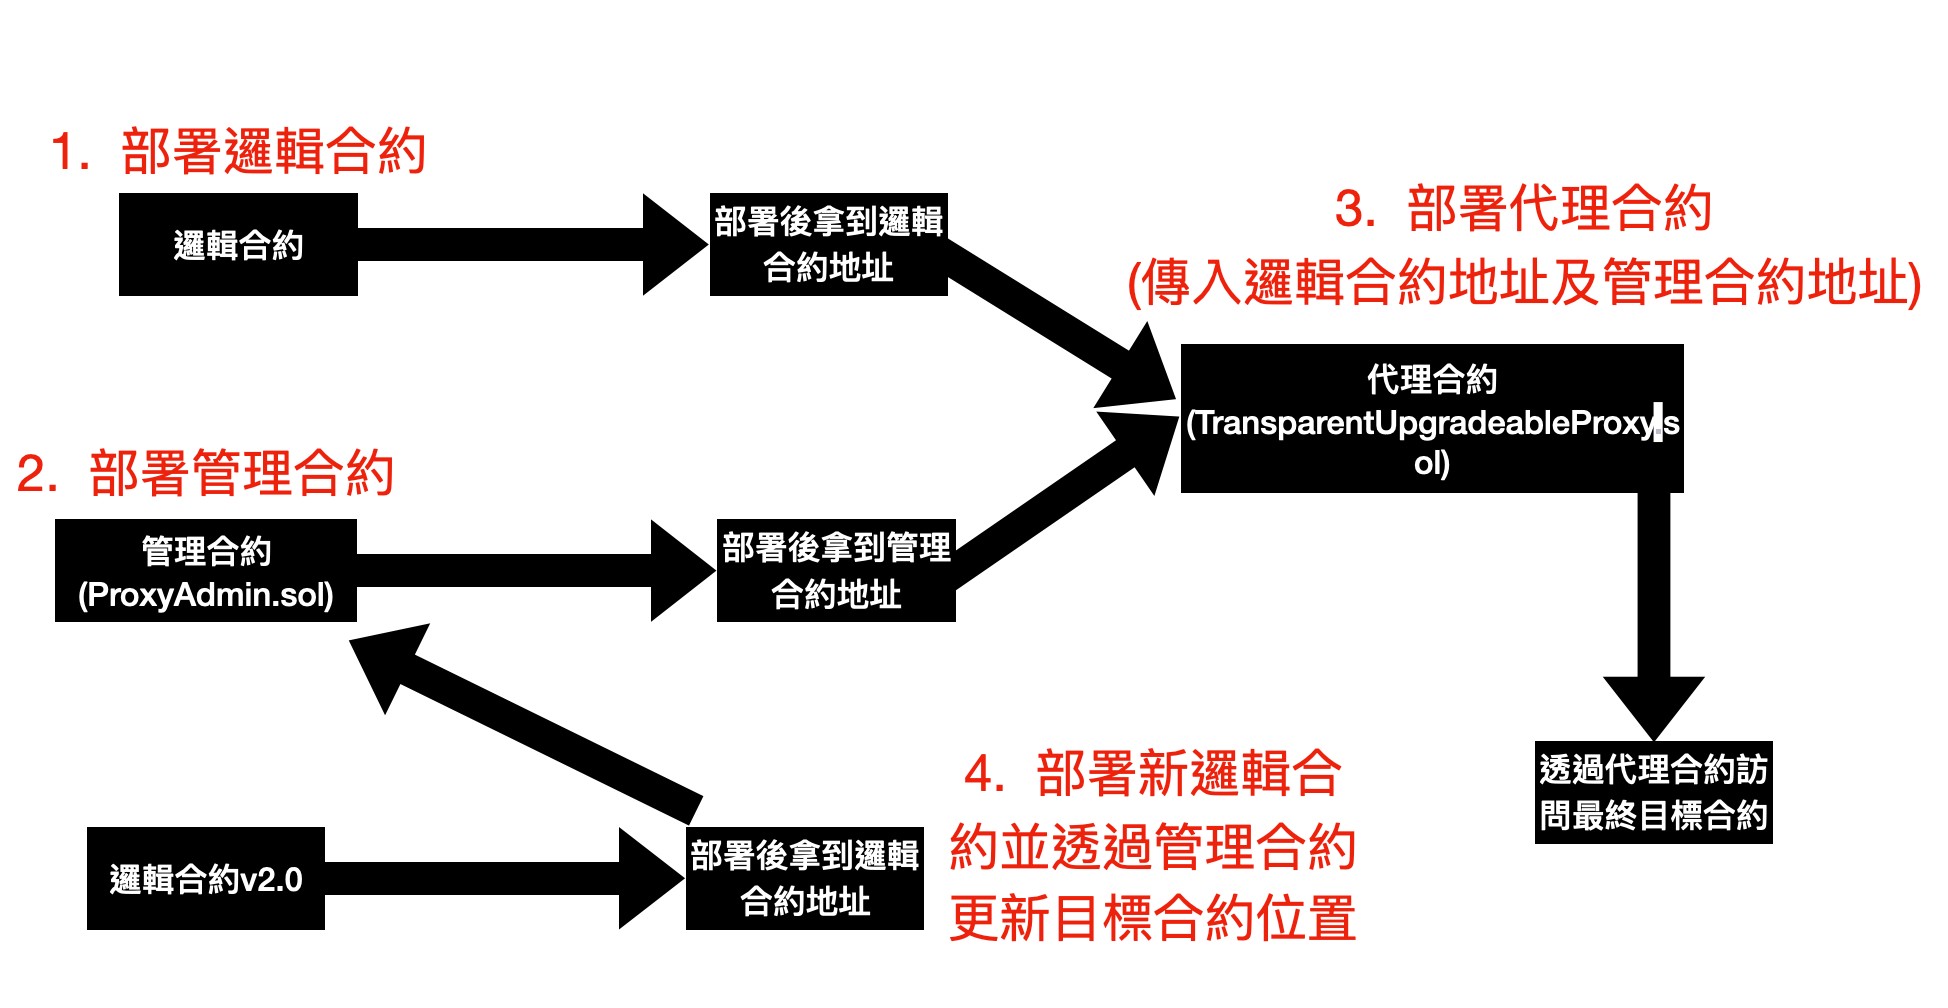 1. 部署邏輯合約
邏輯合約
部署後拿到邏輯
合約地址
3. 部署代理合約
(傳入邏輯合約地址及管理合約地址)
代理合約
(TransparentUpgradeableProxy.s
ol)
2. 部署管理合約
管理合約
(ProxyAdmin.sol)
部署後拿到管理
合約地址
4. 部署新邏輯合
約並透過管理合約
更新目標合約位置
透過代理合約訪
問最終目標合約
邏輯合約v2.0
部署後拿到邏輯
合約地址